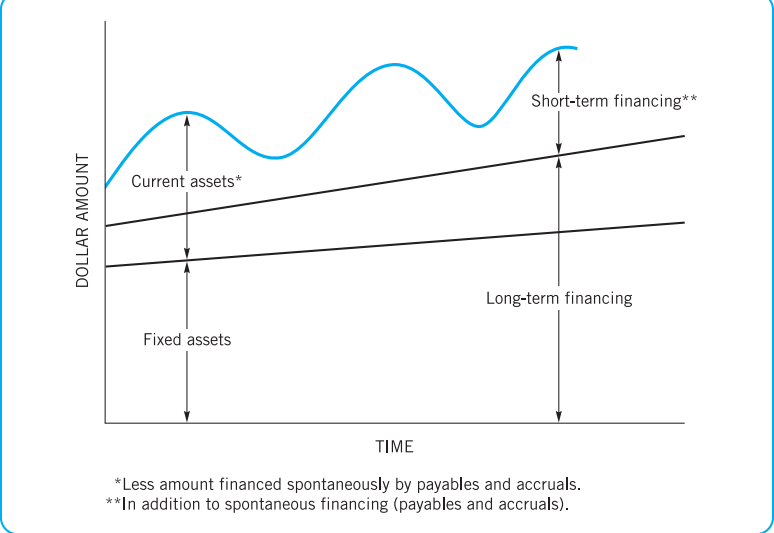 Short-term financing**
Current assets*
DOLLAR AMOUNT
Long-term financing
Fixed assets
TIME
*Less amount financed spontaneously by payables and accruals.
**In addition to spontaneous financing (payables and accruals).